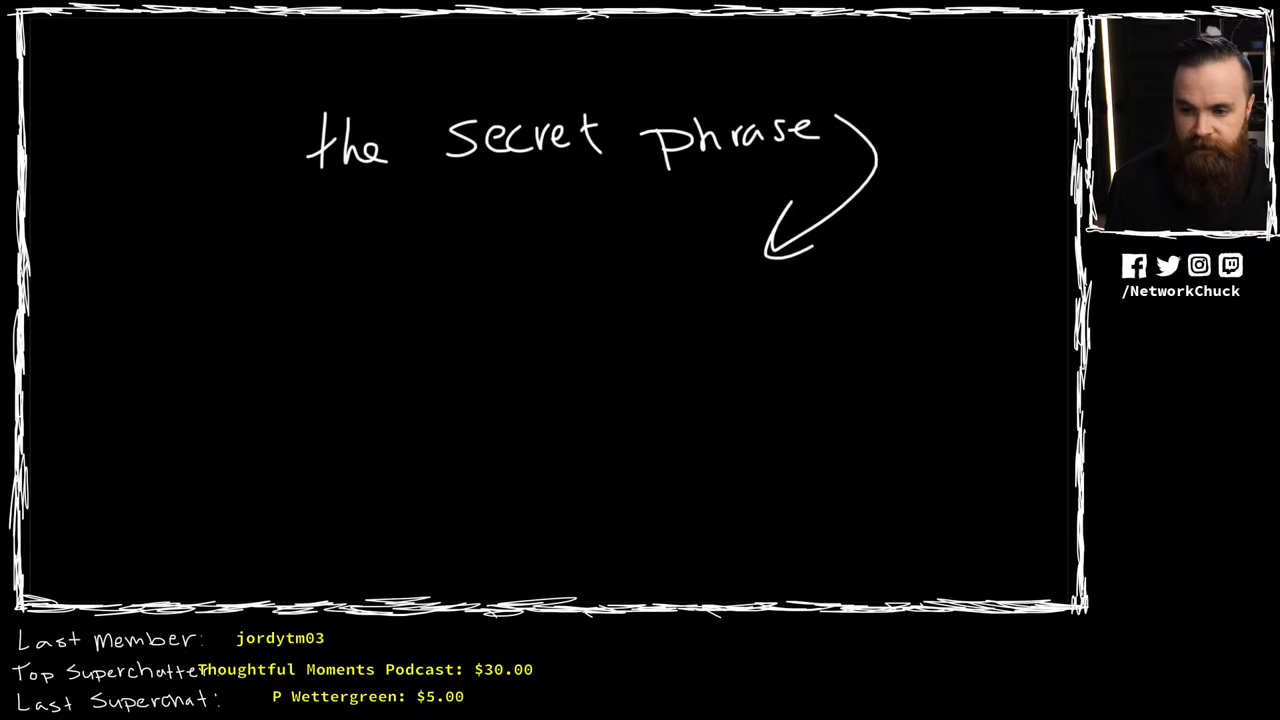 the secret phrase
/NetworkChuck
Last Member: jordytm03
Top Superchatter: Thoughtful Moments Podcast: $30.00
Last Superchat: P Wettergreen: $5.00